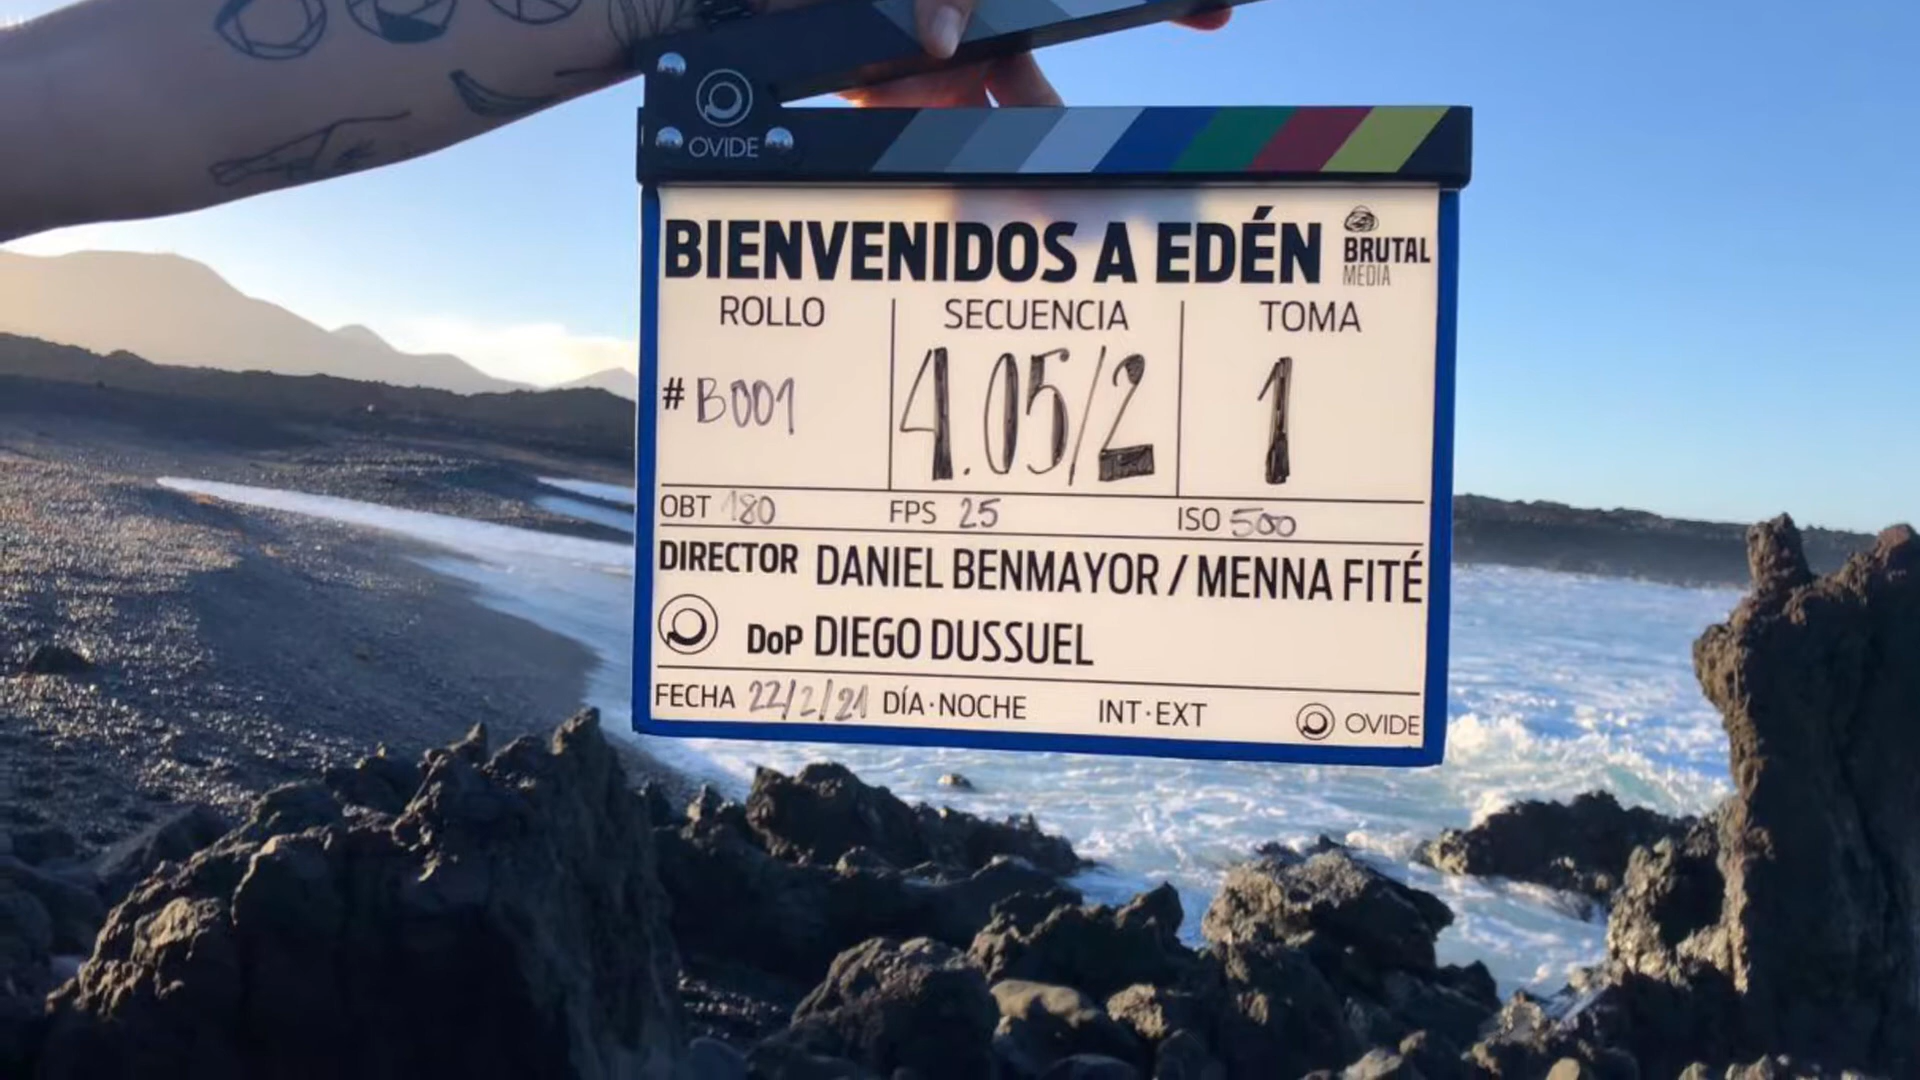 OVIDE
BIENVENIDOS A EDÉN
BRUTAL
MEDIA
ROLLO SECUENCIA TOMA
#B001 4.05/2 1
OBT 180 FPS 25 ISO 500
DIRECTOR DANIEL BENMAYOR / MENNA FITÉ
DoP DIEGO DUSSUEL
FECHA 22/2/21 DÍA·NOCHE INT·EXT OVIDE